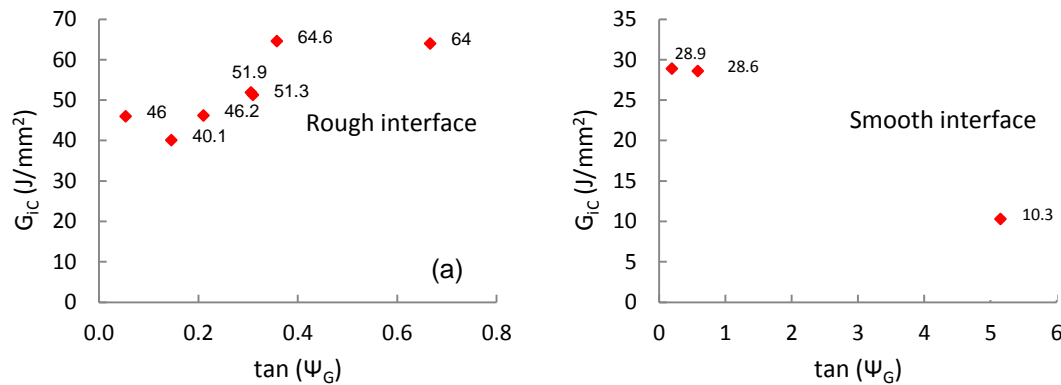 70
60
50
40
30
20
10
0
G_iC (J/mm²)
64.6
64
51.9
51.3
46
46.2
40.1
Rough interface
(a)
0.0 0.2 0.4 0.6 0.8
tan (Ψ_G)
35
30
25
20
15
10
5
0
G_iC (J/mm²)
28.9
28.6
Smooth interface
10.3
0 1 2 3 4 5 6
tan (Ψ_G)